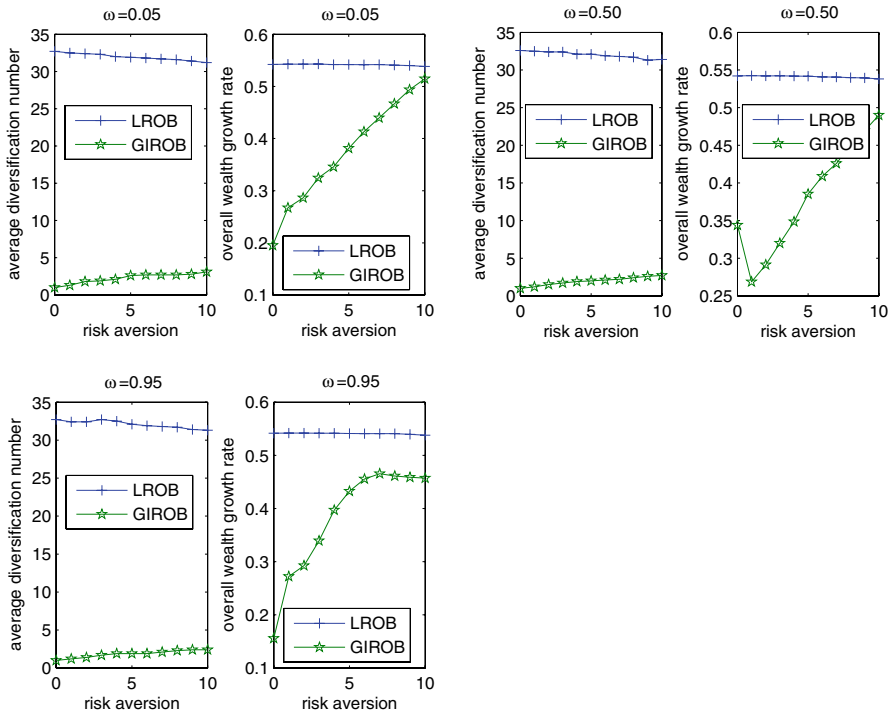 ω=0.05
average diversification number
35
30
25
20
15
10
5
0
LROB
GIROB
0
5
10
risk aversion
ω=0.05
overall wealth growth rate
0.6
0.5
0.4
0.3
0.2
0.1
LROB
GIROB
0
5
10
risk aversion
ω=0.50
average diversification number
35
30
25
20
15
10
5
0
LROB
GIROB
0
5
10
risk aversion
ω=0.50
overall wealth growth rate
0.6
0.55
0.5
0.45
0.4
0.35
0.3
0.25
LROB
GIROB
0
5
10
risk aversion
ω=0.95
average diversification number
35
30
25
20
15
10
5
0
LROB
GIROB
0
5
10
risk aversion
ω=0.95
overall wealth growth rate
0.6
0.5
0.4
0.3
0.2
0.1
LROB
GIROB
0
5
10
risk aversion